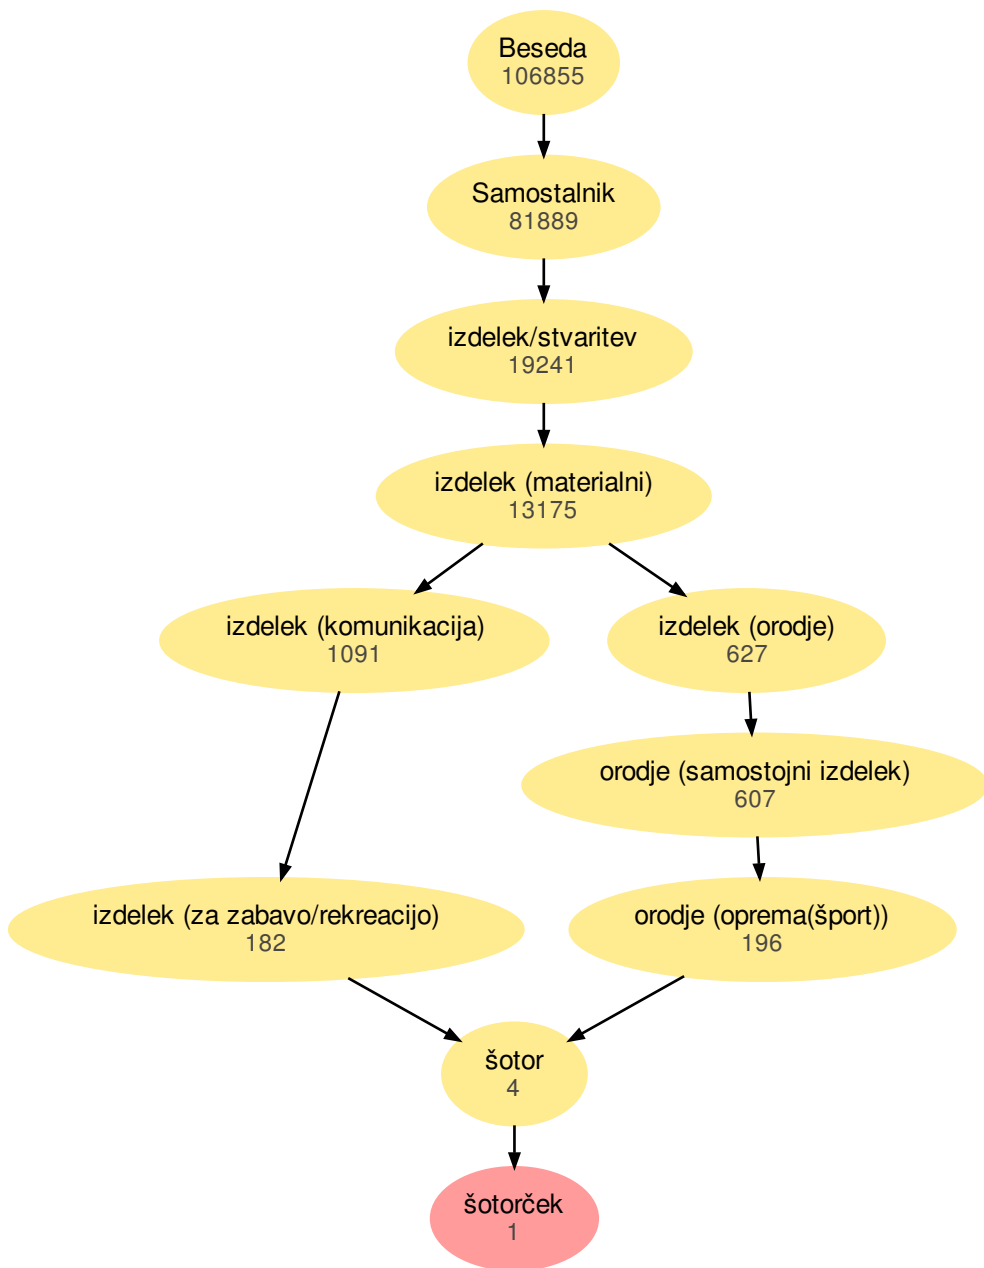 Beseda
106855
Samostalnik
81889
izdelek/stvaritev
19241
izdelek (materialni)
13175
izdelek (komunikacija)
1091
izdelek (orodje)
627
orodje (samostojni izdelek)
607
izdelek (za zabavo/rekreacijo)
182
orodje (oprema(šport))
196
šotor
4
šotorček
1